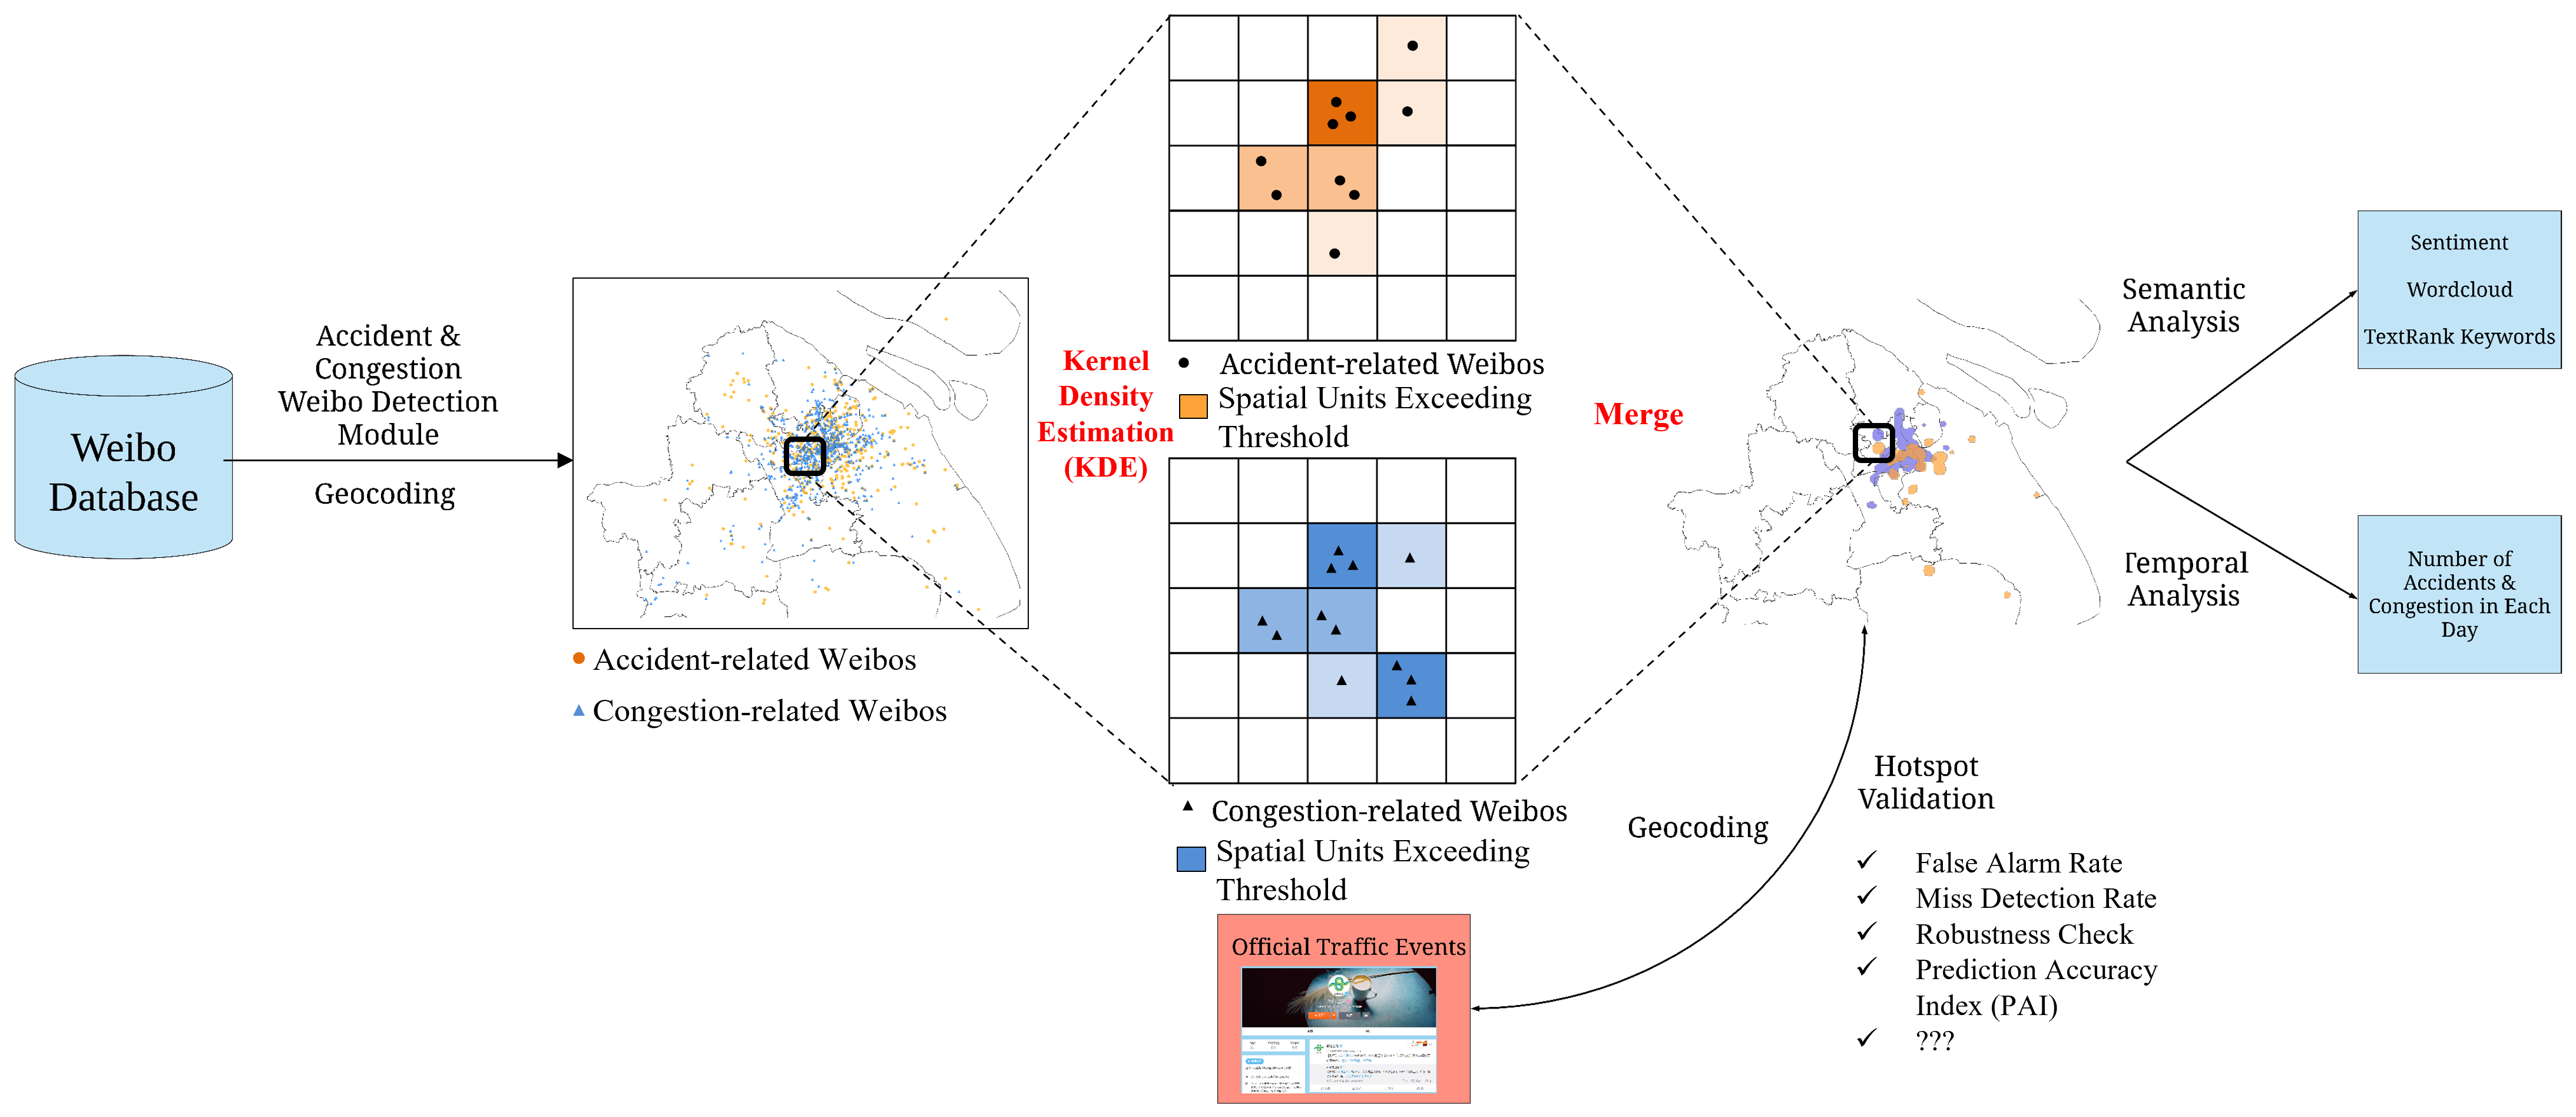 Weibo
Database
Accident &
Congestion
Weibo Detection
Module
Geocoding
Accident-related Weibos
Congestion-related Weibos
Kernel
Density
Estimation
(KDE)
Accident-related Weibos
Spatial Units Exceeding
Threshold
Congestion-related Weibos
Spatial Units Exceeding
Threshold
Official Traffic Events
Merge
Geocoding
Hotspot
Validation
✓ False Alarm Rate
✓ Miss Detection Rate
✓ Robustness Check
✓ Prediction Accuracy
Index (PAI)
✓ ???
Semantic
Analysis
Temporal
Analysis
Sentiment
Wordcloud
TextRank Keywords
Number of
Accidents &
Congestion in Each
Day